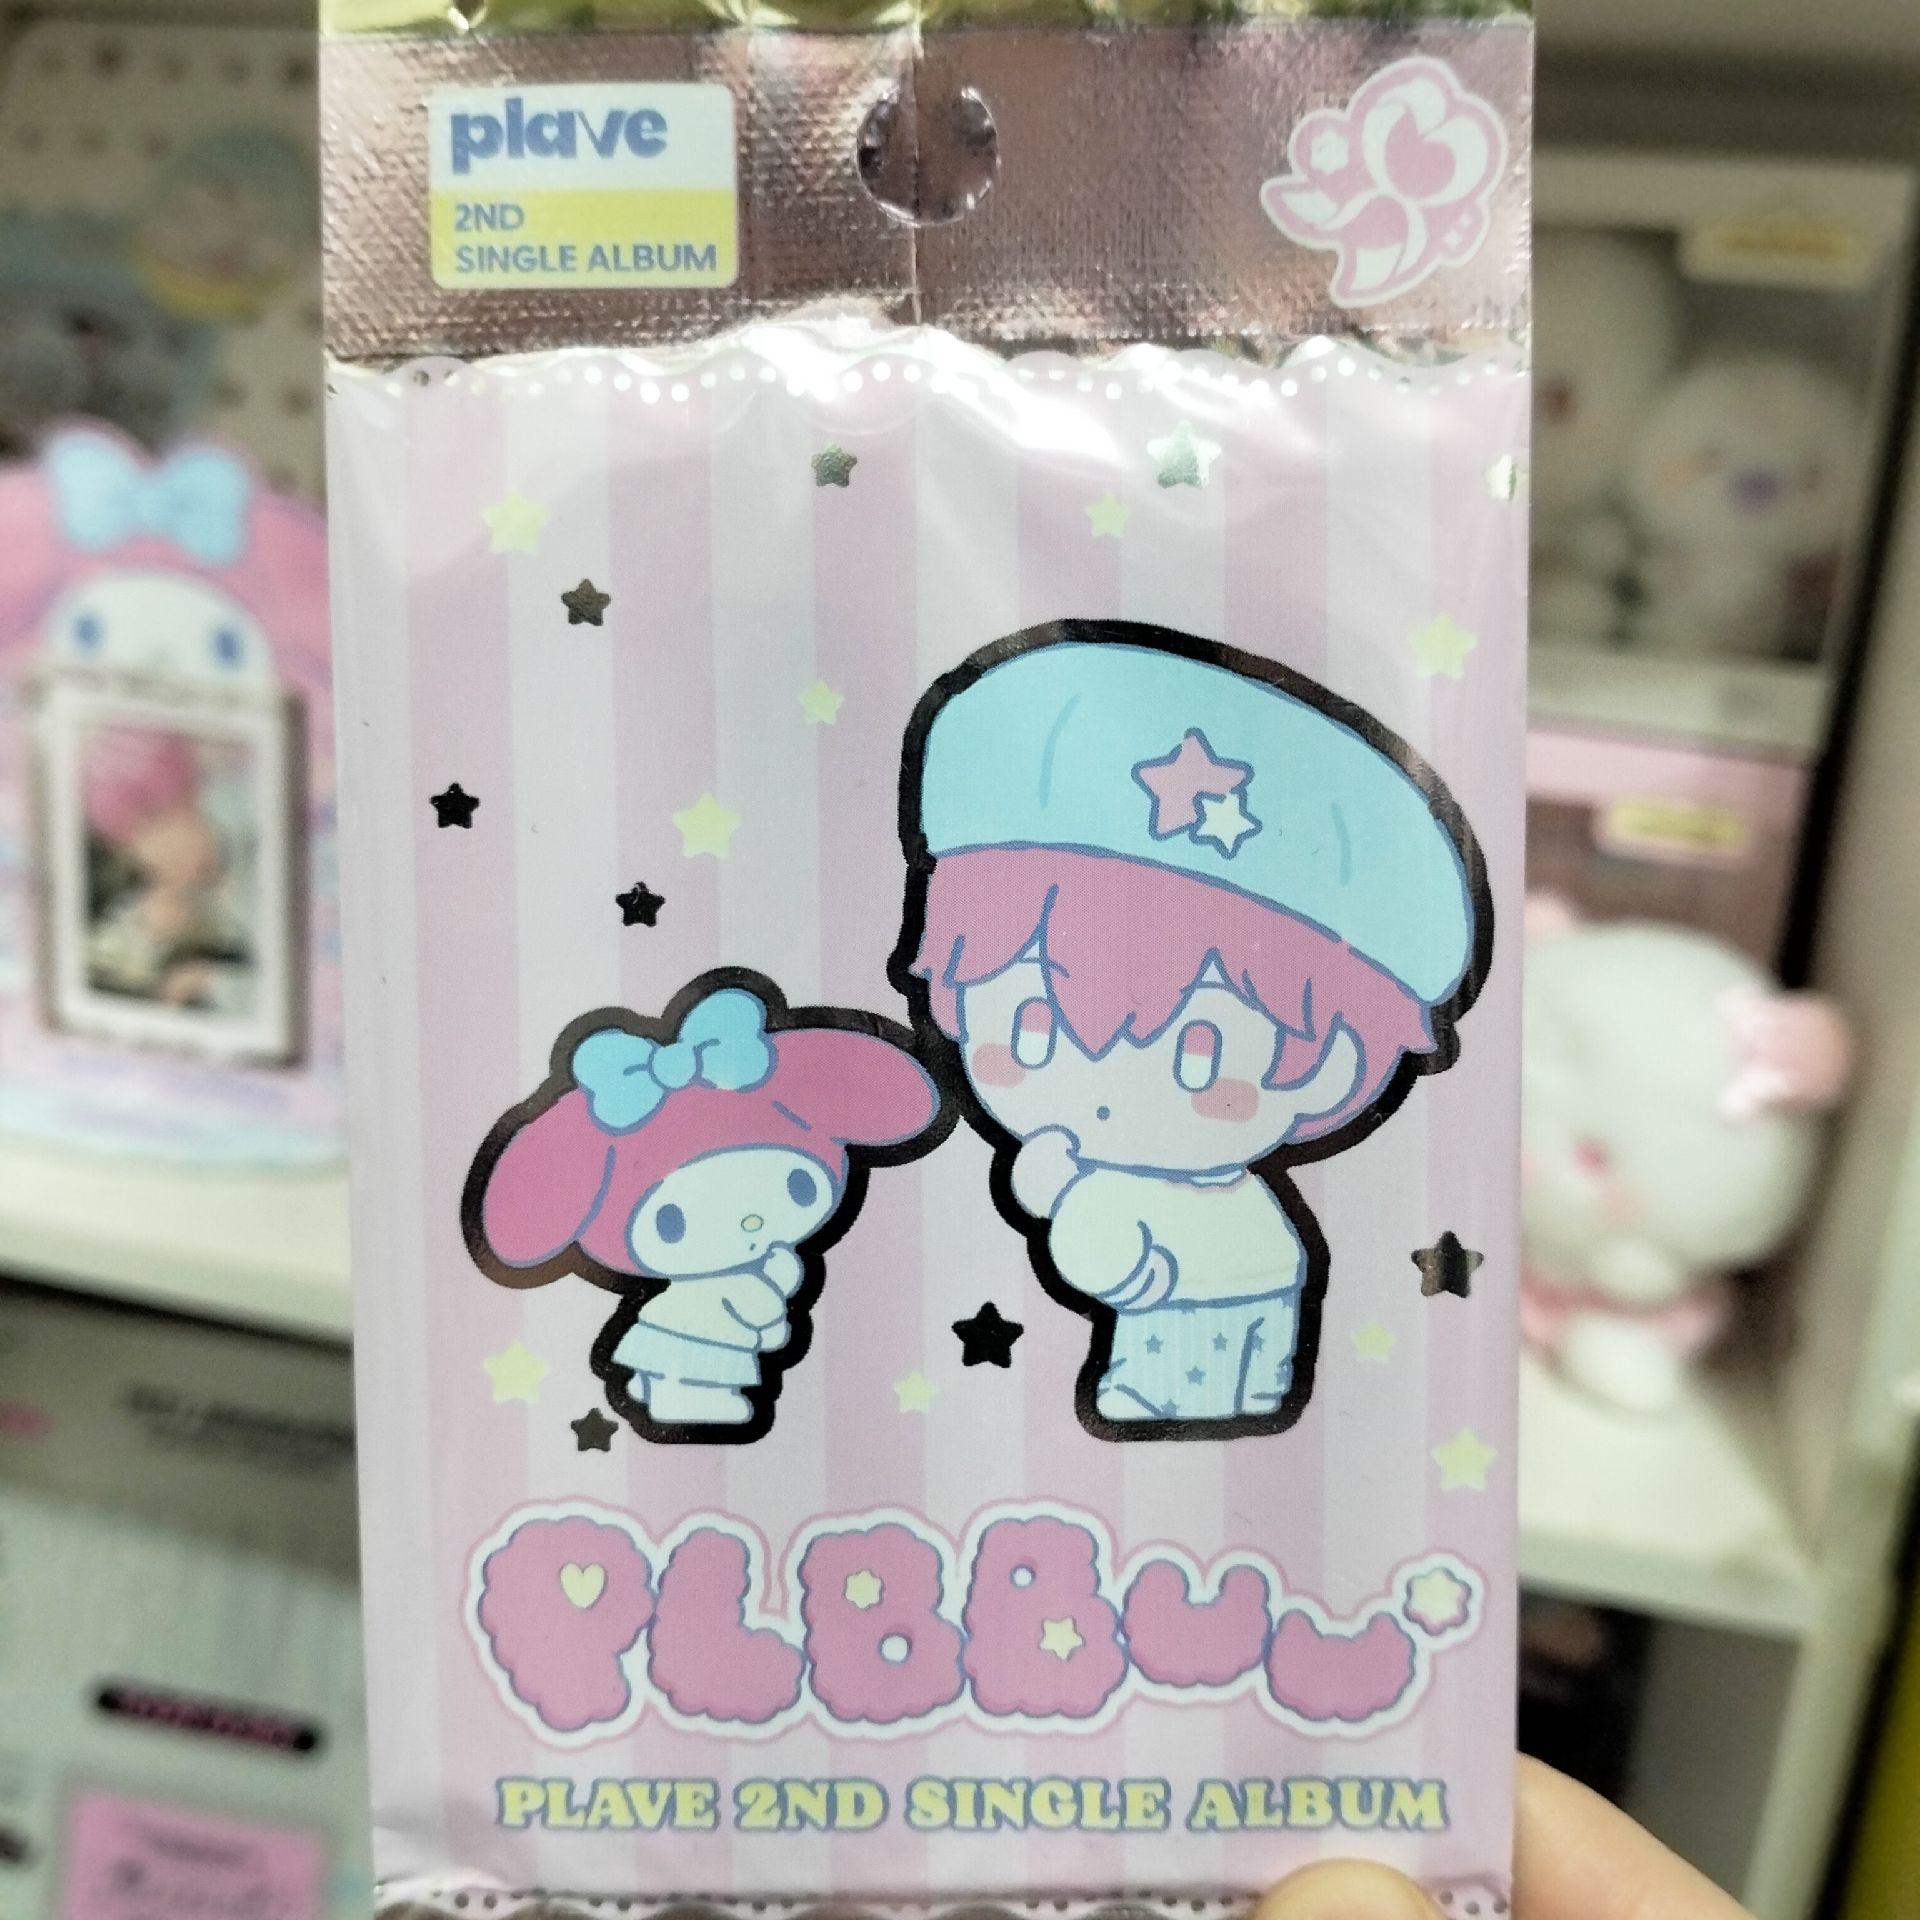 plave
2ND
SINGLE ALBUM
PLBBUU
PLAVE 2ND SINGLE ALBUM